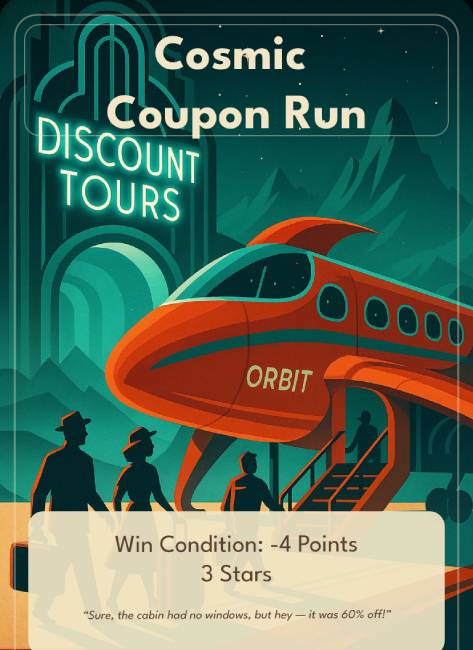 Cosmic
Coupon Run
DISCOUNT
TOURS
ORBIT
Win Condition: -4 Points
3 Stars
“Sure, the cabin had no windows, but hey — it was 60% off!”